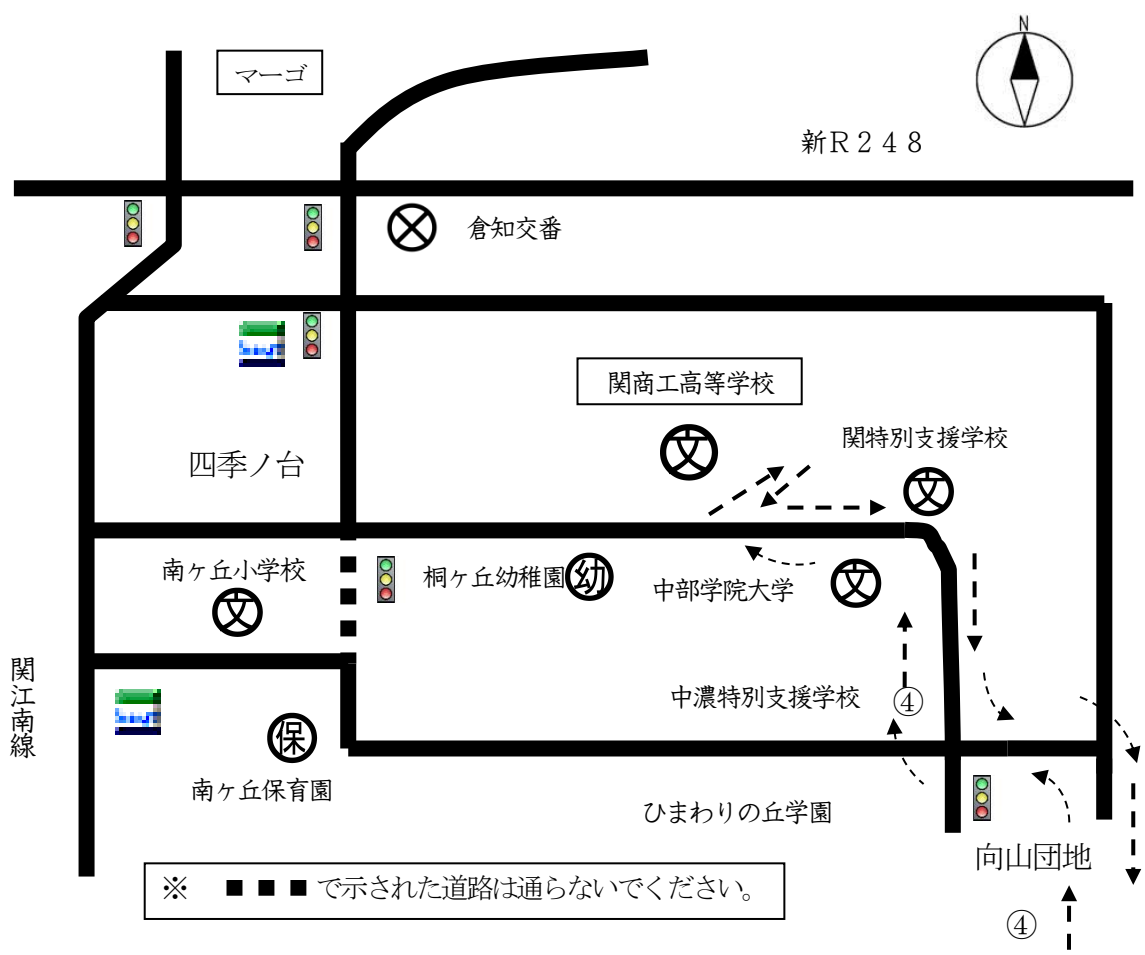 N
マーゴ
新R248
倉知交番
関商工高等学校
文
関特別支援学校
文
四季ノ台
南ヶ丘小学校
文
桐ヶ丘幼稚園
幼
中部学院大学
文
関江南線
中濃特別支援学校
④
保
南ヶ丘保育園
ひまわりの丘学園
向山団地
④
※ ■ ■ ■ で示された道路は通らないでください。